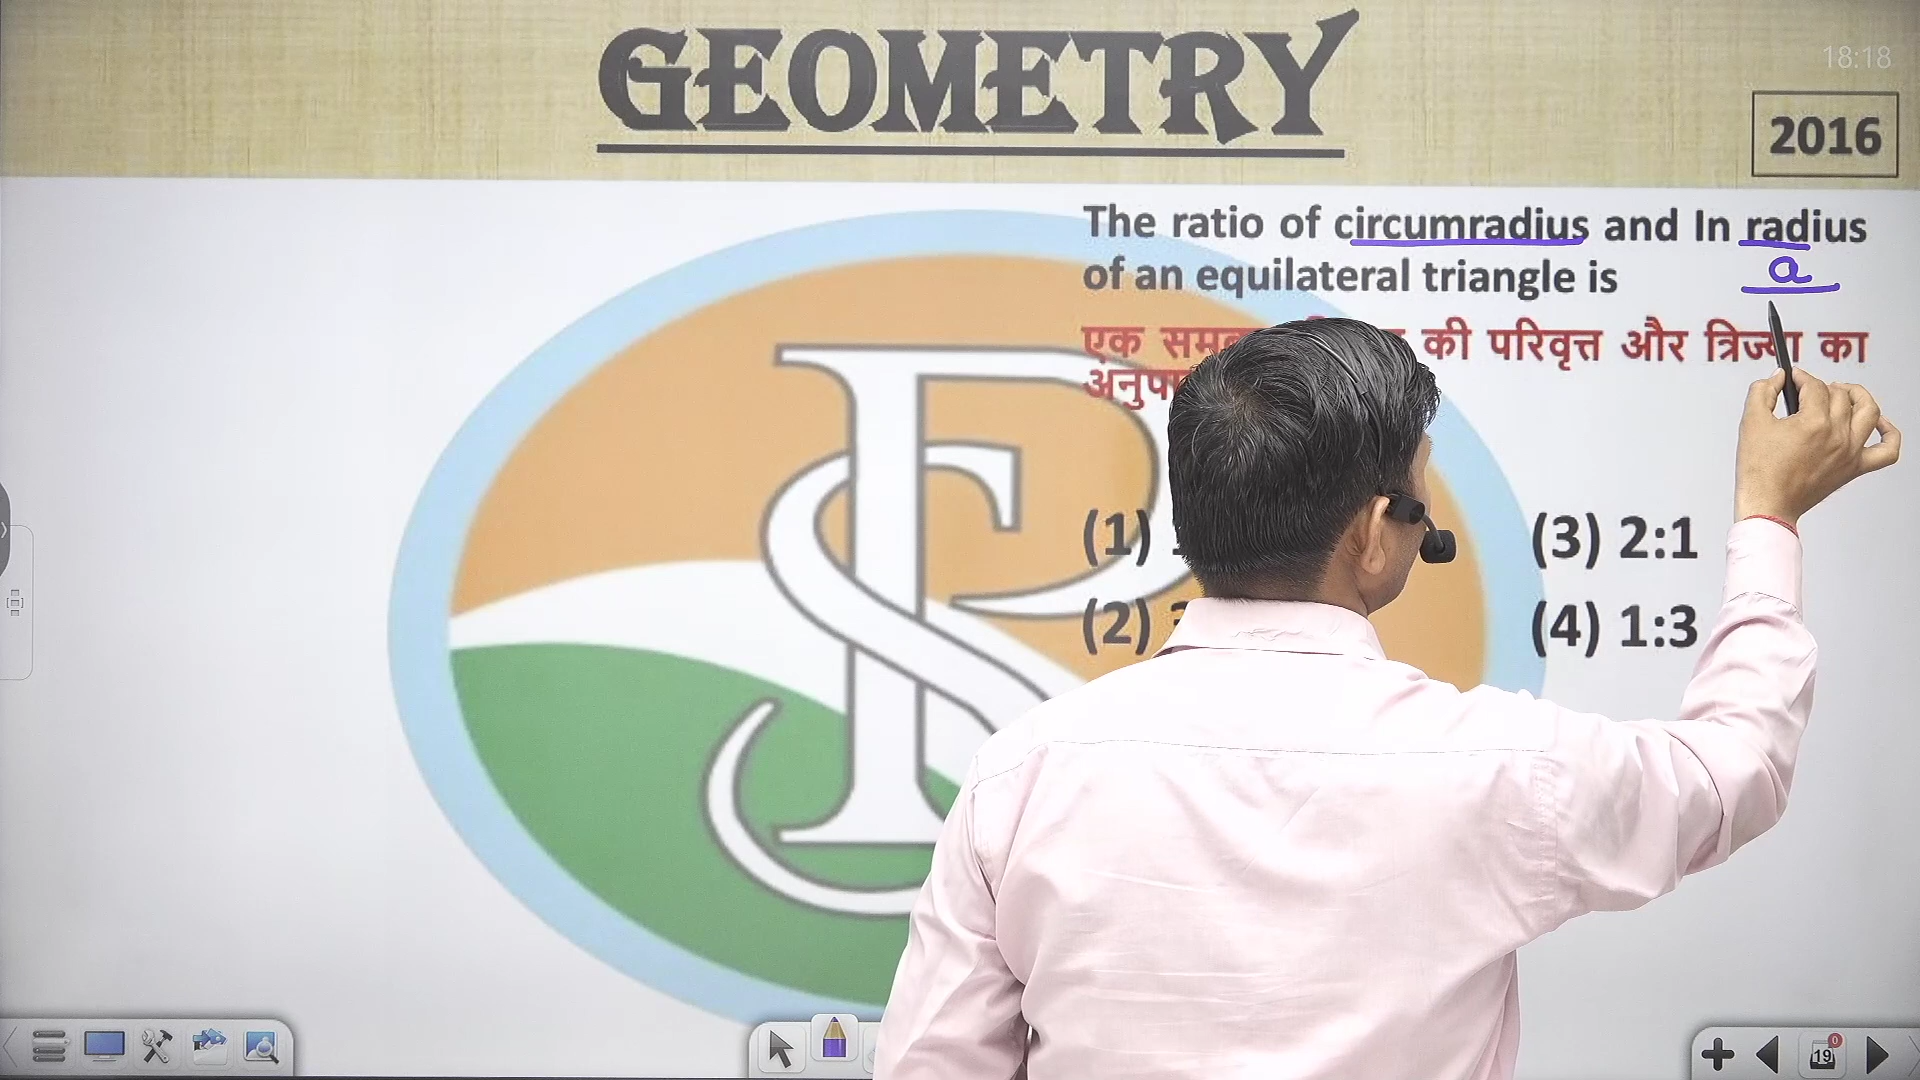 GEOMETRY
18:18
2016
The ratio of circumradius and In radius
of an equilateral triangle is
a
एक की परिवृत्त और त्रिज्या का
(1)
(3) 2:1
(2)
(4) 1:3
19
0